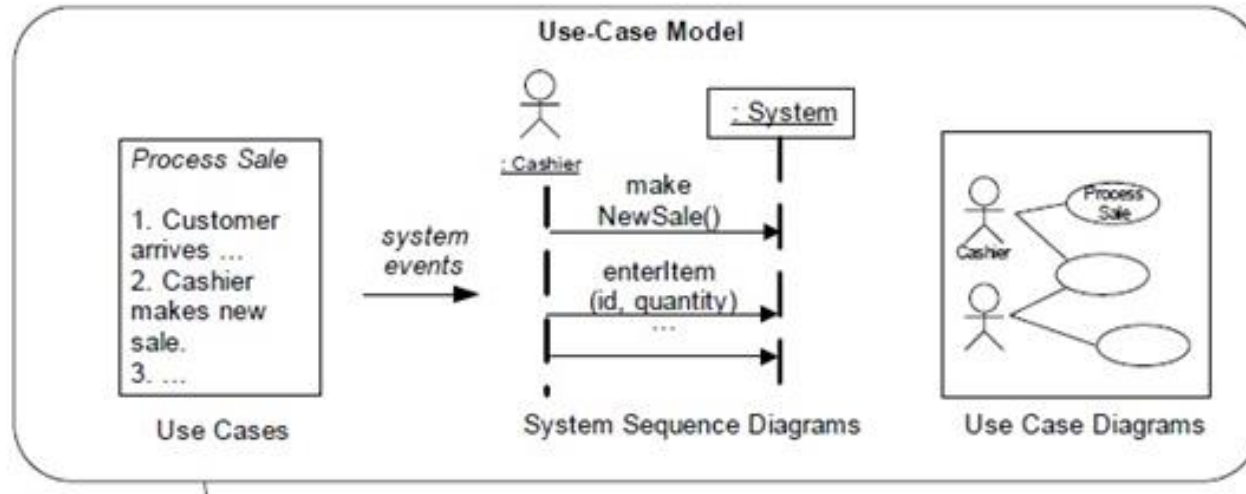 Use-Case Model
Process Sale
1. Customer
arrives ...
2. Cashier
makes new
sale.
3. ...
Use Cases
system
events
: Cashier
: System
make
NewSale()
enterItem
(id, quantity)
...
System Sequence Diagrams
Process
Sale
Cashier
Use Case Diagrams